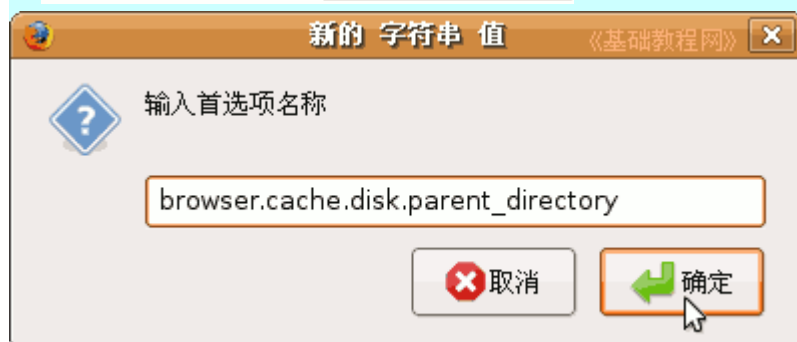 新的 字符串 值
《基础教程网》
输入首选项名称
browser.cache.disk.parent_directory
取消
确定